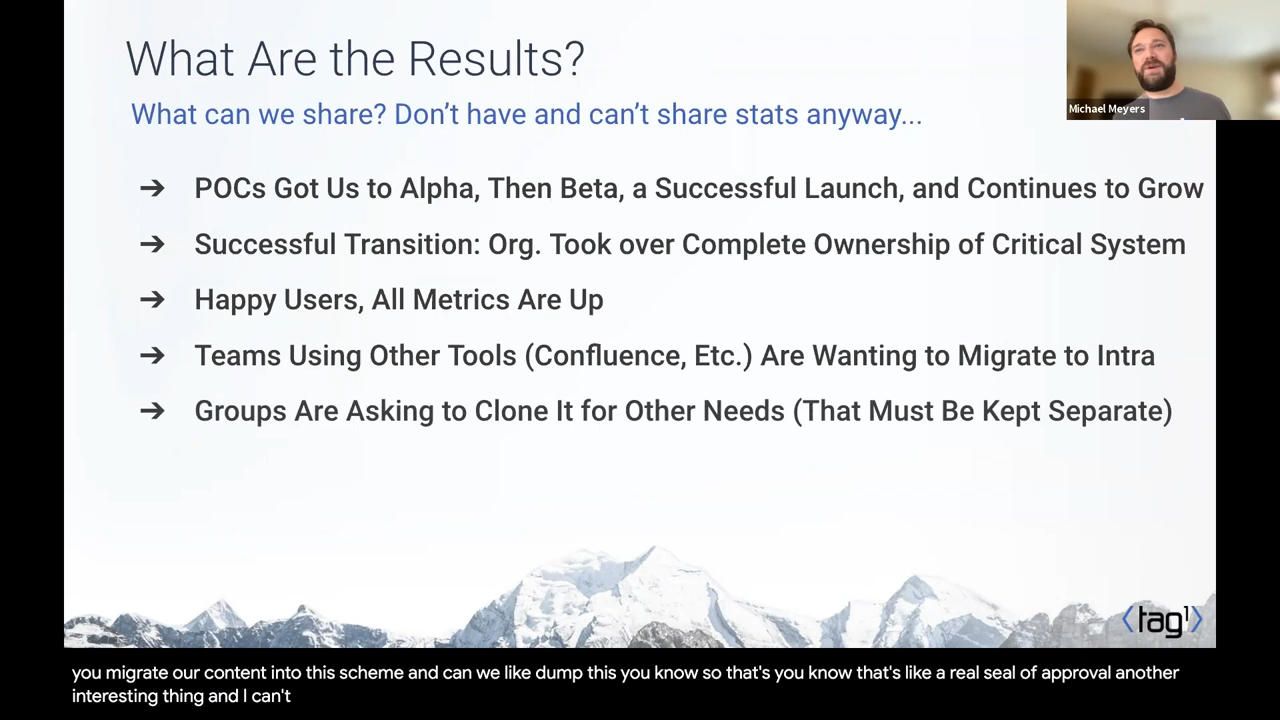 What Are the Results?
What can we share? Don’t have and can’t share stats anyway...
Michael Meyers
➔ POCs Got Us to Alpha, Then Beta, a Successful Launch, and Continues to Grow
➔ Successful Transition: Org. Took over Complete Ownership of Critical System
➔ Happy Users, All Metrics Are Up
➔ Teams Using Other Tools (Confluence, Etc.) Are Wanting to Migrate to Intra
➔ Groups Are Asking to Clone It for Other Needs (That Must Be Kept Separate)
⟨tag1⟩
you migrate our content into this scheme and can we like dump this you know so that's you know that's like a real seal of approval another
interesting thing and I can't